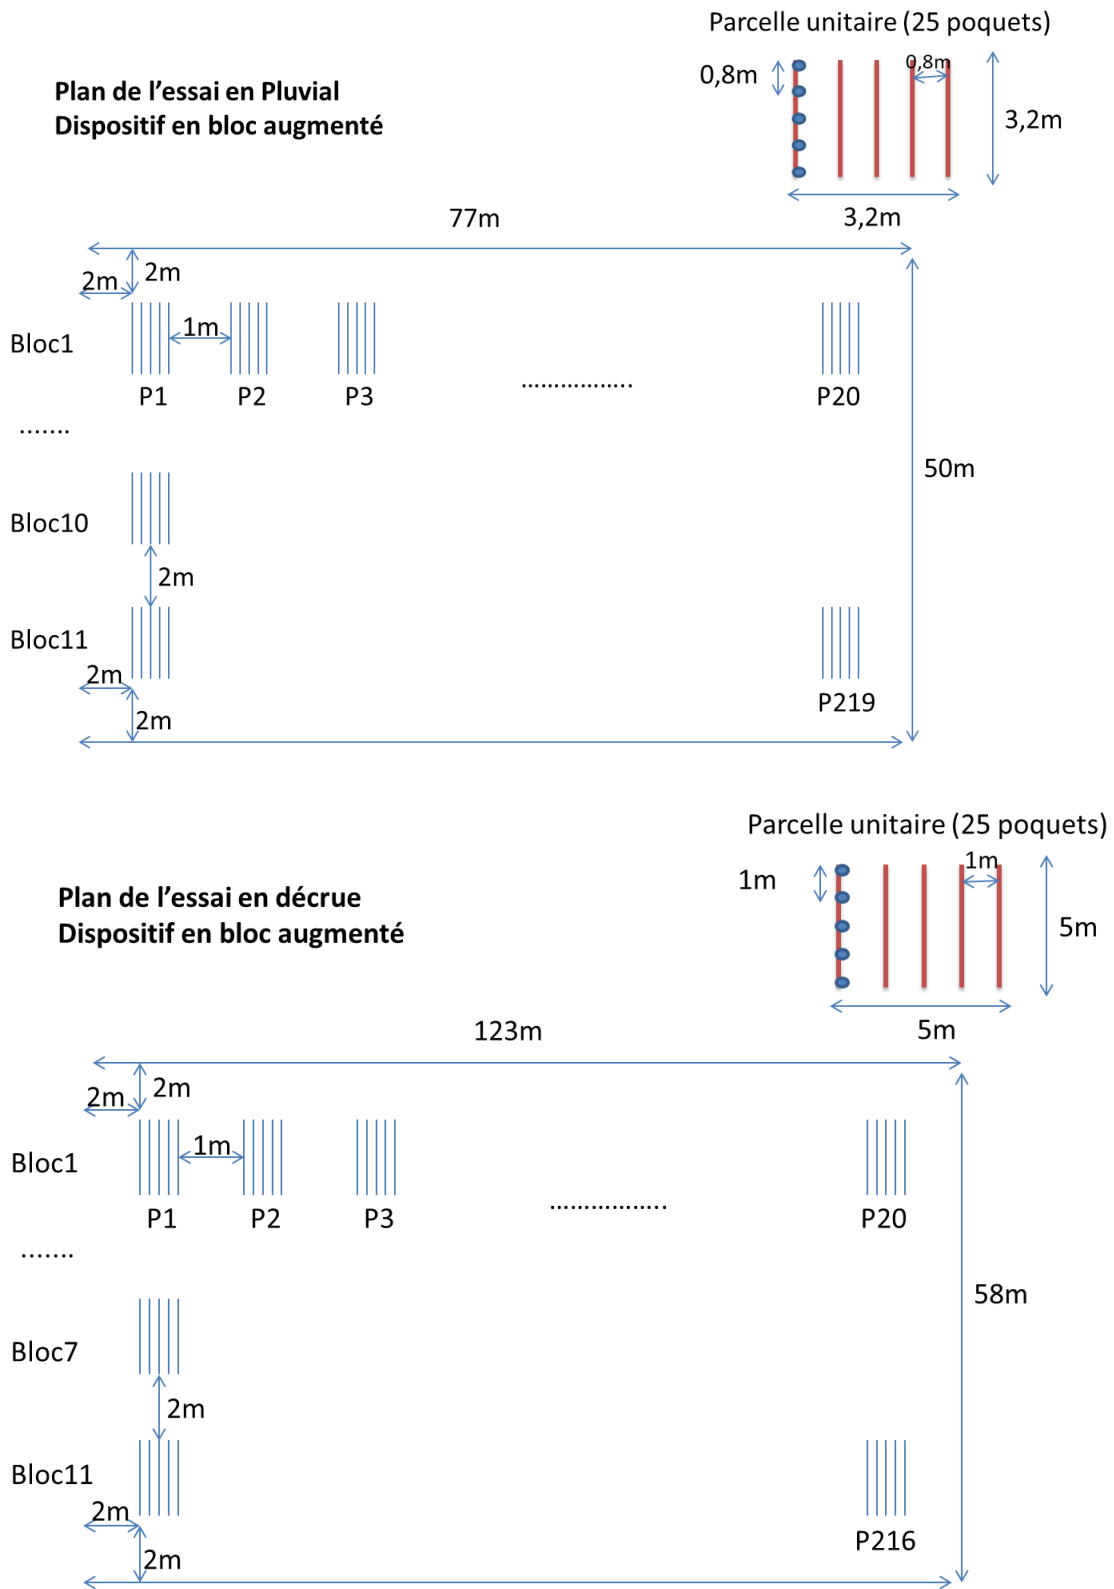 Parcelle unitaire (25 poquets)
0,8m
0,8m
Plan de l’essai en Pluvial
Dispositif en bloc augmenté
3,2m
3,2m
77m
2m
2m
1m
Bloc1
P1
P2
P3
................
P20
.......
50m
Bloc10
2m
Bloc11
2m
P219
2m
Parcelle unitaire (25 poquets)
1m
1m
Plan de l’essai en décrue
Dispositif en bloc augmenté
5m
5m
123m
2m
2m
1m
Bloc1
P1
P2
P3
.................
P20
.......
58m
Bloc7
2m
Bloc11
2m
P216
2m